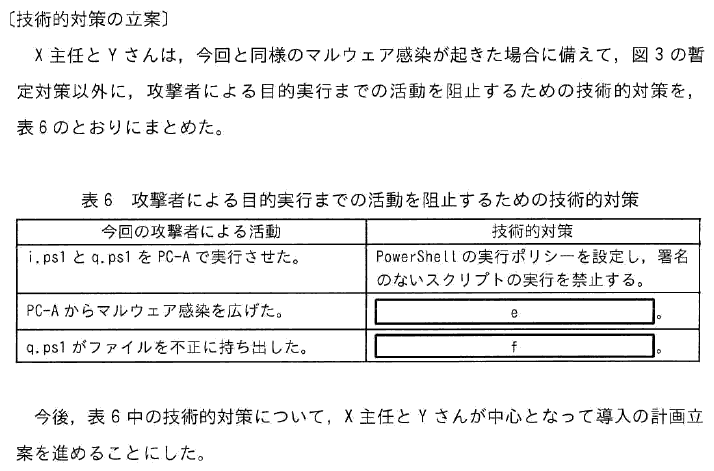 〔技術的対策の立案〕
X主任とYさんは，今回と同様のマルウェア感染が起きた場合に備えて，図3の暫
定対策以外に，攻撃者による目的実行までの活動を阻止するための技術的対策を，
表6のとおりにまとめた。
表6　攻撃者による目的実行までの活動を阻止するための技術的対策
今回の攻撃者による活動　技術的対策
i.ps1とq.ps1をPC-Aで実行させた。　PowerShellの実行ポリシーを設定し，署名
のないスクリプトの実行を禁止する。
PC-Aからマルウェア感染を広げた。　e。
q.ps1がファイルを不正に持ち出した。　f。
今後，表6中の技術的対策について，X主任とYさんが中心となって導入の計画立
案を進めることにした。